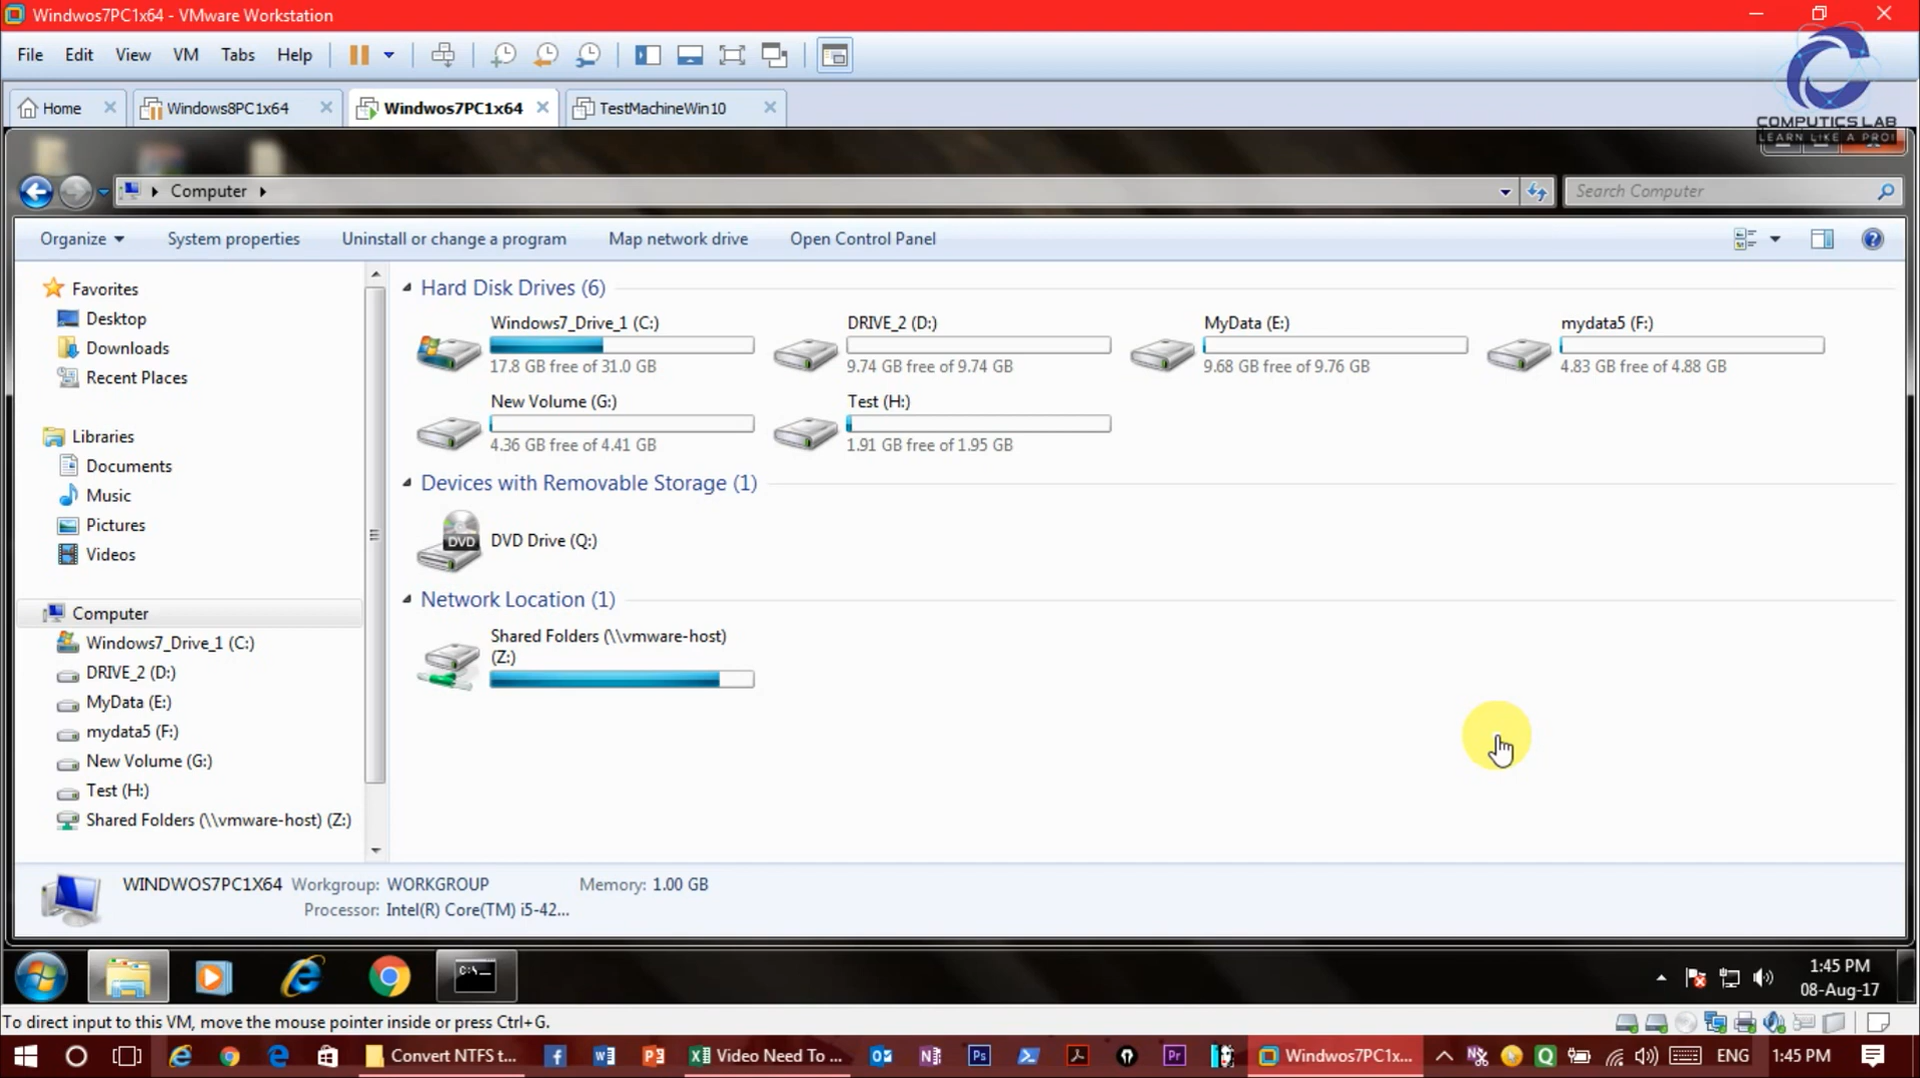 Windwos7PC1x64 - VMware Workstation
File Edit View VM Tabs Help
COMPUTICS LAB
LEARN LIKE A PRO!
Home Windows8PC1x64 Windwos7PC1x64 TestMachineWin10
Computer
Search Computer
Organize System properties Uninstall or change a program Map network drive Open Control Panel
Favorites
Desktop
Downloads
Recent Places
Libraries
Documents
Music
Pictures
Videos
Computer
Windows7_Drive_1 (C:)
DRIVE_2 (D:)
MyData (E:)
mydata5 (F:)
New Volume (G:)
Test (H:)
Shared Folders (\\vmware-host) (Z:)
Hard Disk Drives (6)
Windows7_Drive_1 (C:)
17.8 GB free of 31.0 GB
DRIVE_2 (D:)
9.74 GB free of 9.74 GB
MyData (E:)
9.68 GB free of 9.76 GB
mydata5 (F:)
4.83 GB free of 4.88 GB
New Volume (G:)
4.36 GB free of 4.41 GB
Test (H:)
1.91 GB free of 1.95 GB
Devices with Removable Storage (1)
DVD
DVD Drive (Q:)
Network Location (1)
Shared Folders (\\vmware-host)
(Z:)
WINDWOS7PC1X64 Workgroup: WORKGROUP Memory: 1.00 GB
Processor: Intel(R) Core(TM) i5-42...
C:\
1:45 PM
08-Aug-17
To direct input to this VM, move the mouse pointer inside or press Ctrl+G.
Convert NTFS t... Video Need To ... Windwos7PC1x... ENG 1:45 PM